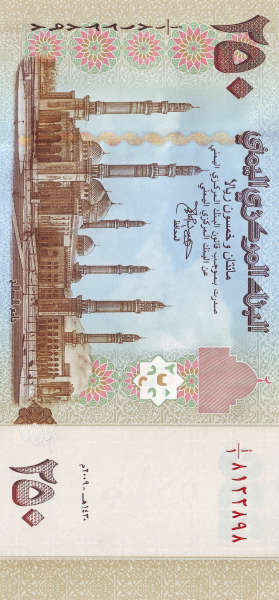 البنك المركزي اليمني
مائتان وخمسون ريالا
صدرت بموجب قانون البنك المركزي اليمني
عن البنك المركزي اليمني
المحافظ
٢٥٠
أ/١ ٨١٢٢٨٩٨
أ/١ ٨١٢٢٨٩٨
٢٥٠
١٤٣٠هـ - ٢٠٠٩م